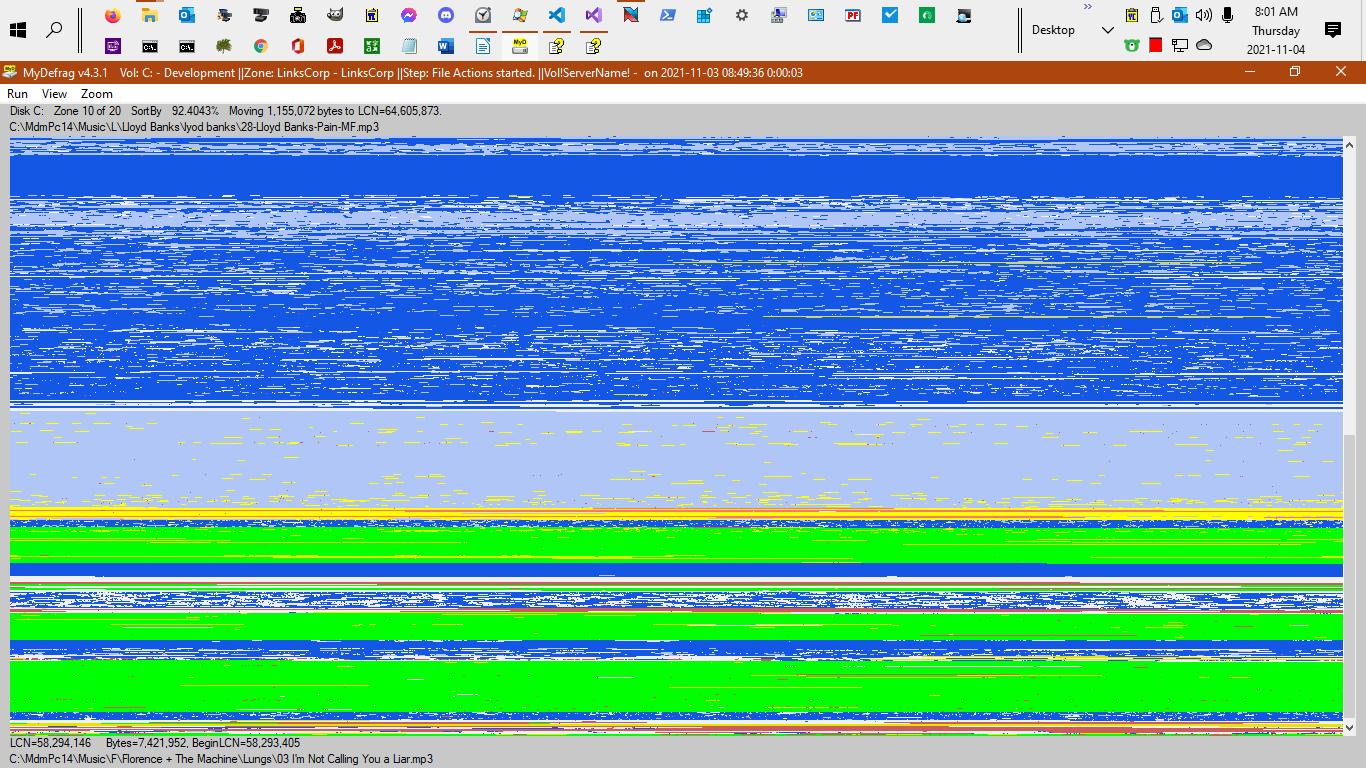 8:01 AM
Desktop
Thursday
2021-11-04
MyDefrag v4.3.1 Vol: C: - Development ||Zone: LinksCorp - LinksCorp ||Step: File Actions started. ||Vol!ServerName! - on 2021-11-03 08:49:36 0:00:03
Run View Zoom
Disk C: Zone 10 of 20 SortBy 92.4043% Moving 1,155,072 bytes to LCN=64,605,873.
C:\MdmPc14\Music\L\Lloyd Banks\lyod banks\28-Lloyd Banks-Pain-MF.mp3
LCN=58,294,146 Bytes=7,421,952, BeginLCN=58,293,405
C:\MdmPc14\Music\F\Florence + The Machine\Lungs\03 I'm Not Calling You a Liar.mp3